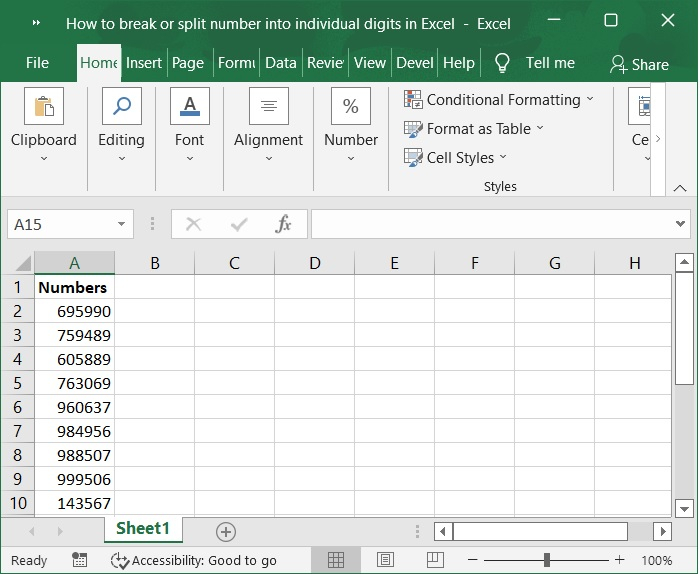 How to break or split number into individual digits in Excel - Excel
File Home Insert Page Formu Data Revie View Devel Help Tell me Share
Clipboard Editing Font Alignment Number
Conditional Formatting
Format as Table
Cell Styles
Styles
Ce
A15 fx
A B C D E F G H
1 Numbers
2 695990
3 759489
4 605889
5 763069
6 960637
7 984956
8 988507
9 999506
10 143567
Sheet1
Ready Accessibility: Good to go 100%